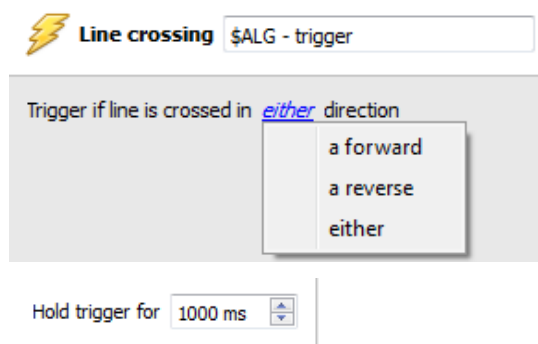 Line crossing $ALG - trigger
Trigger if line is crossed in either direction
a forward
a reverse
either
Hold trigger for 1000 ms